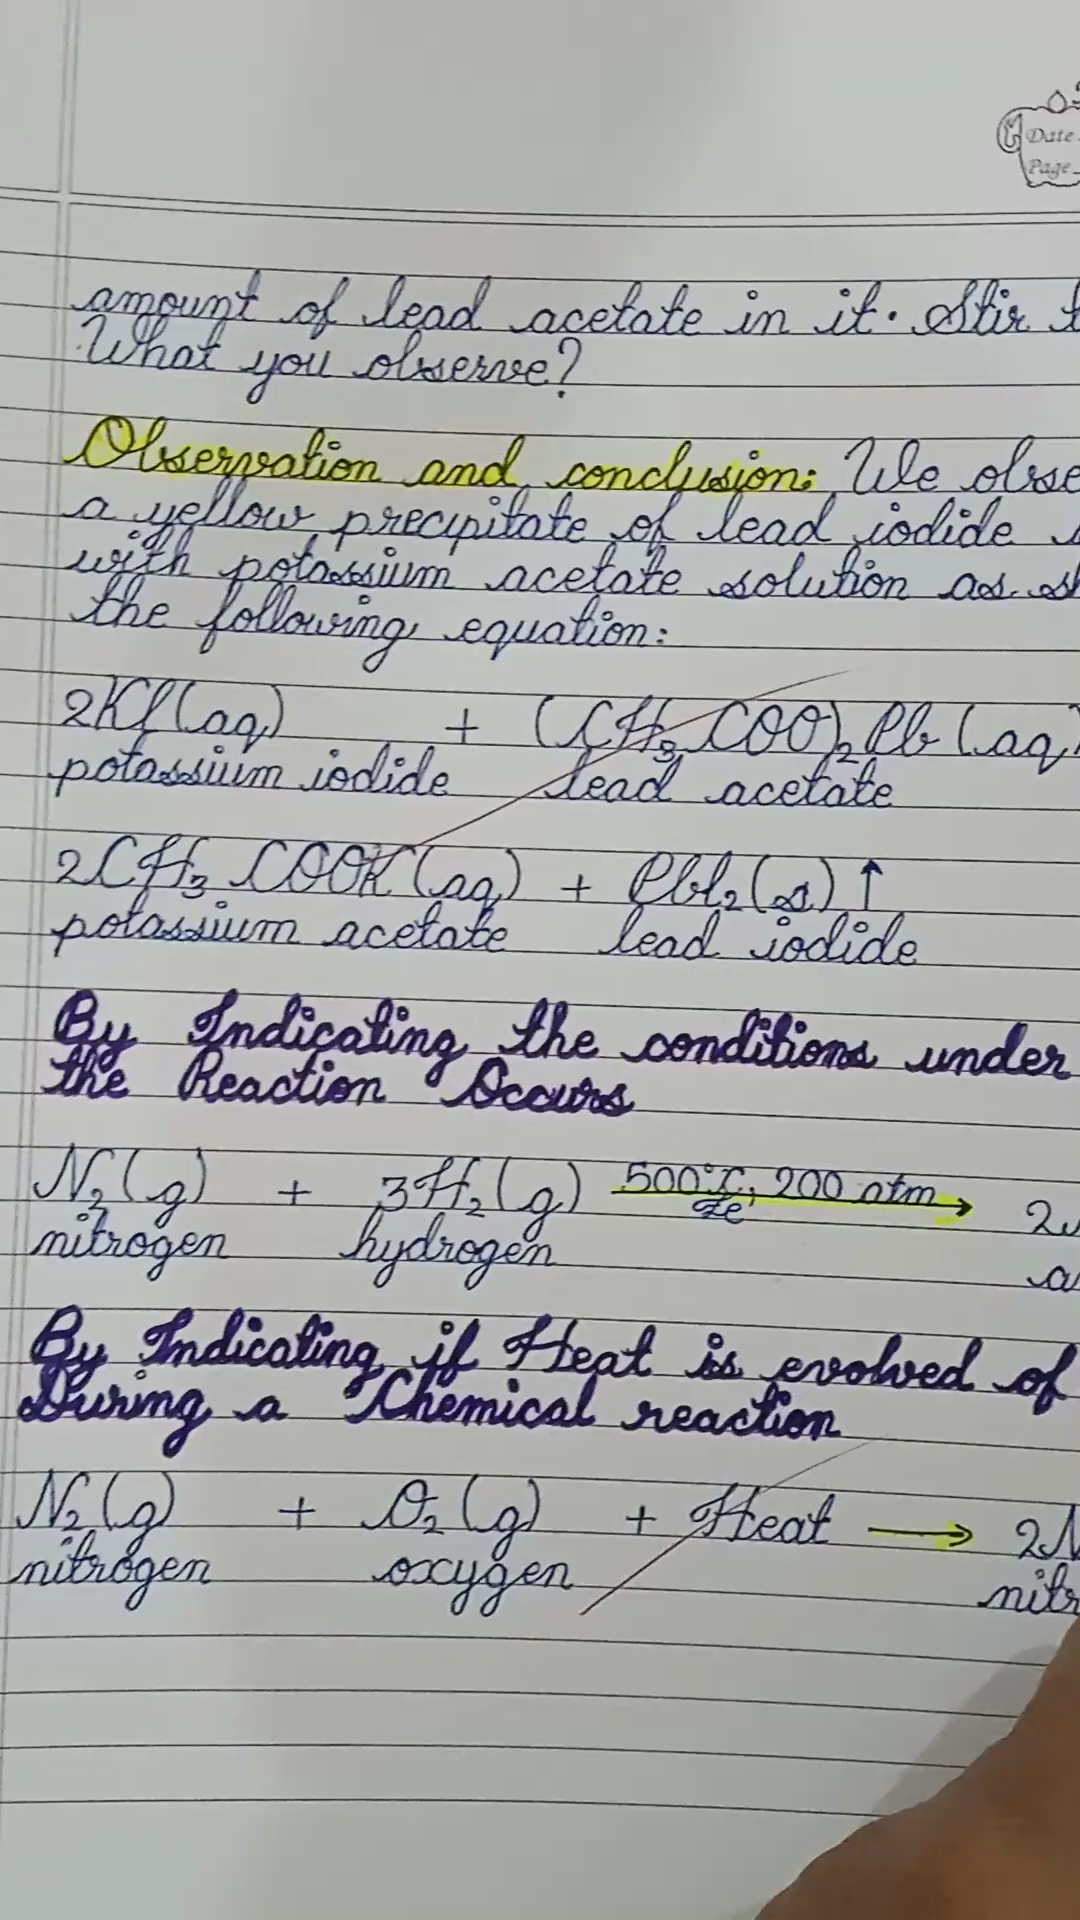 Date
Page
amount of lead acetate in it. Stir
What you observe?
Observation and conclusion: We obse
a yellow precipitate of lead iodide
with potassium acetate solution as s
the following equation:
2KI(aq) + (CH₃COO)₂Pb(aq)
potassium iodide lead acetate
2CH₃COOK(aq) + PbI₂(s)↑
potassium acetate lead iodide
By Indicating the conditions under
the Reaction Occurs
N₂(g) + 3H₂(g) 500°C, 200 atm → 2
Fe
nitrogen hydrogen a
By Indicating if Heat is evolved of
During a Chemical reaction
N₂(g) + O₂(g) + Heat → 2N
nitrogen oxygen nitr